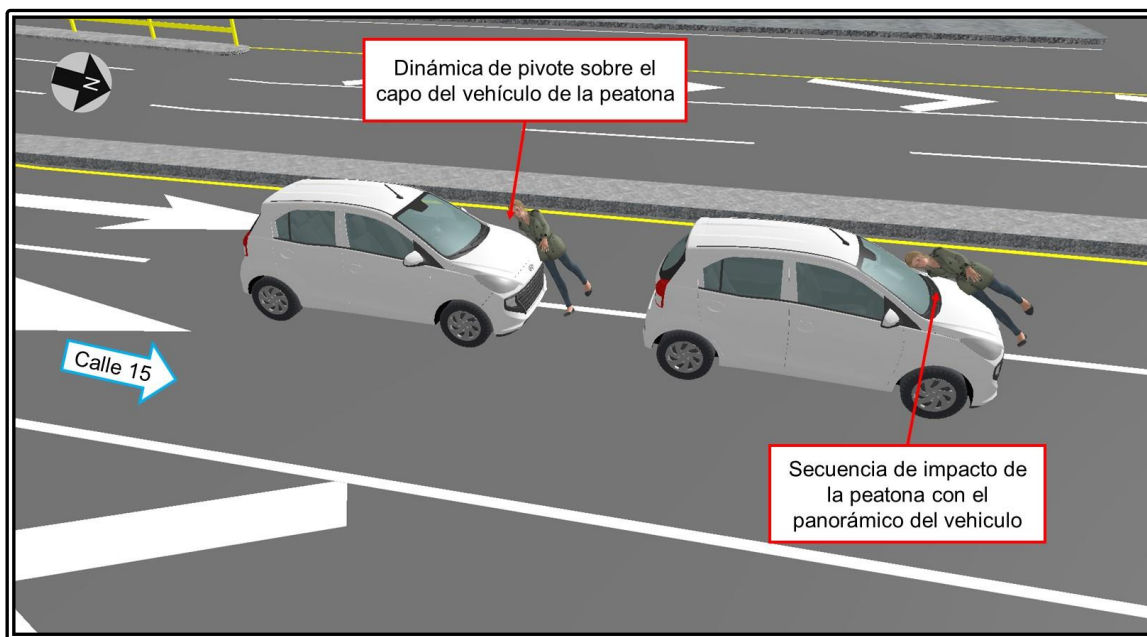 Dinámica de pivote sobre el
capo del vehículo de la peatona
N
Calle 15
Secuencia de impacto de
la peatona con el
panorámico del vehiculo